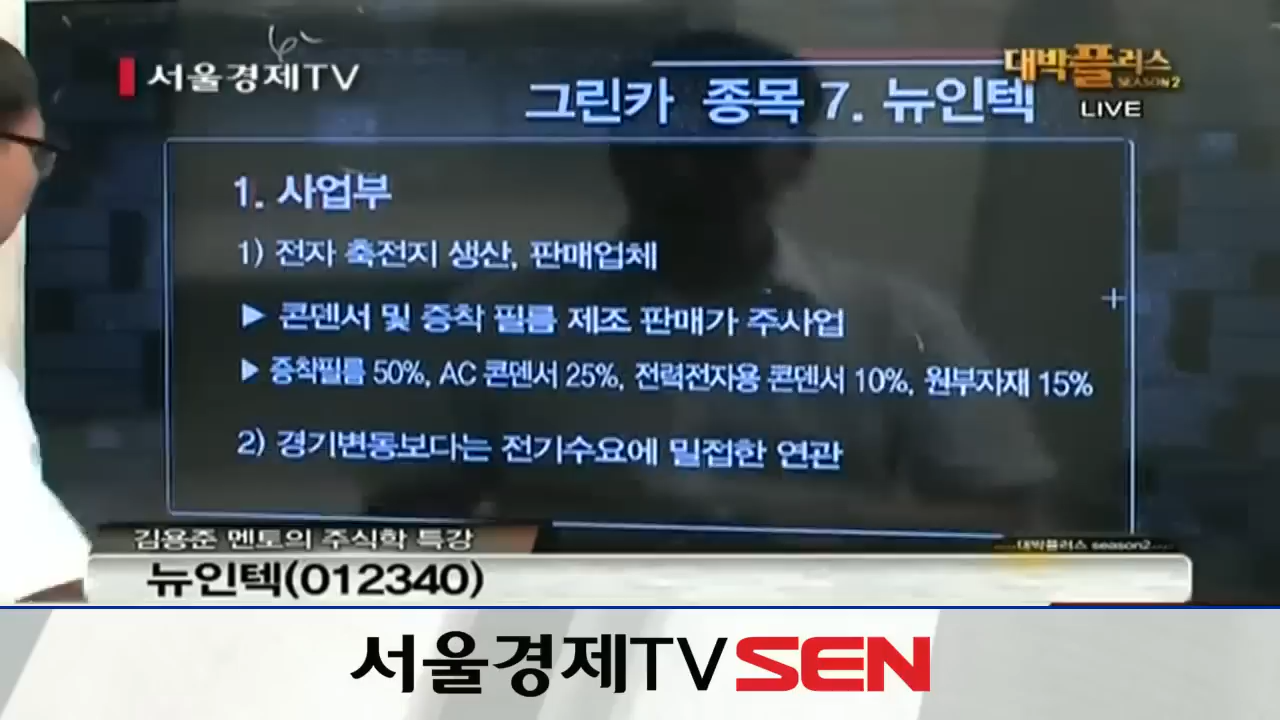 서울경제TV
대박플러스
SEASON2
LIVE
그린카 종목 7. 뉴인텍
1. 사업부
1) 전자 축전지 생산, 판매업체
▶ 콘덴서 및 증착 필름 제조 판매가 주사업
▶ 증착필름 50%, AC 콘덴서 25%, 전력전자용 콘덴서 10%, 원부자재 15%
2) 경기변동보다는 전기수요에 밀접한 연관
김용준 멘토의 주식학 특강
대박플러스 season2
뉴인텍(012340)
서울경제TV SEN